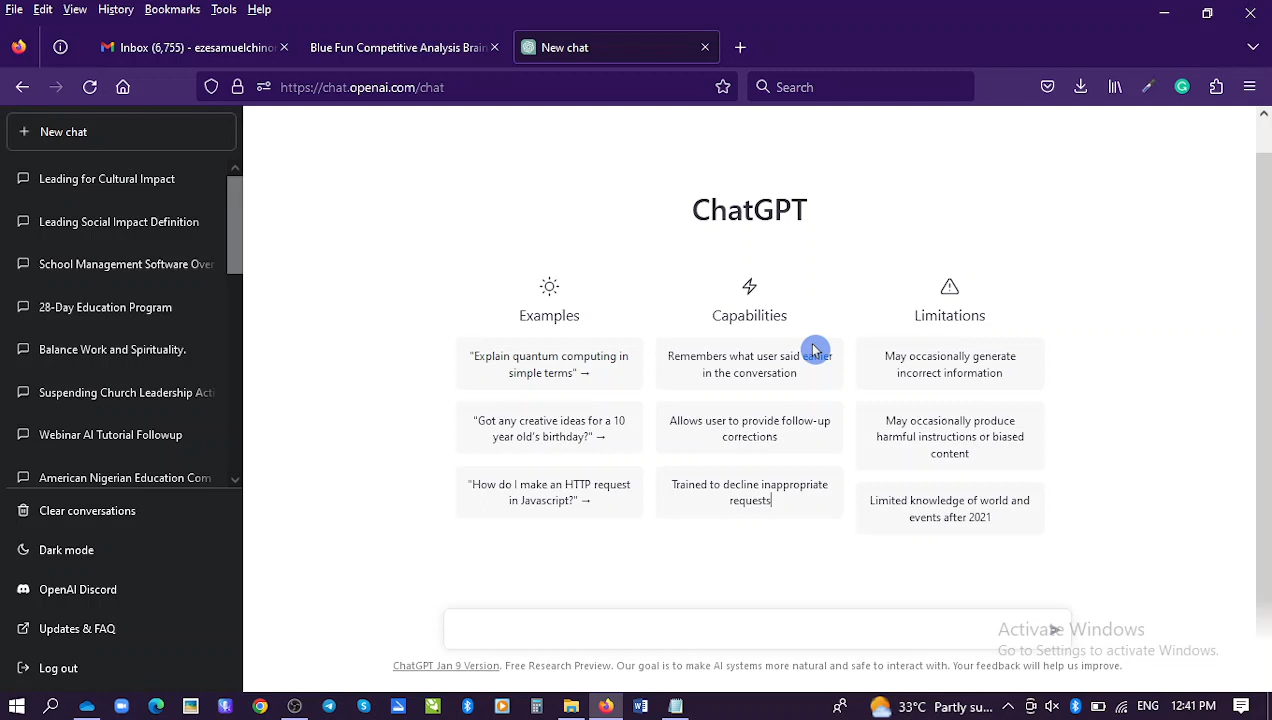 File Edit View History Bookmarks Tools Help
Inbox (6,755) - ezesamuelchino
Blue Fun Competitive Analysis Brain
New chat
https://chat.openai.com/chat
Search
New chat
Leading for Cultural Impact
Leading Social Impact Definition
School Management Software Over
28-Day Education Program
Balance Work and Spirituality.
Suspending Church Leadership Acti
Webinar AI Tutorial Followup
American Nigerian Education Com
Clear conversations
Dark mode
OpenAI Discord
Updates & FAQ
Log out
ChatGPT
Examples
"Explain quantum computing in
simple terms" →
"Got any creative ideas for a 10
year old's birthday?" →
"How do I make an HTTP request
in Javascript?" →
Capabilities
Remembers what user said earlier
in the conversation
Allows user to provide follow-up
corrections
Trained to decline inappropriate
requests
Limitations
May occasionally generate
incorrect information
May occasionally produce
harmful instructions or biased
content
Limited knowledge of world and
events after 2021
Activate Windows
Go to Settings to activate Windows.
ChatGPT Jan 9 Version. Free Research Preview. Our goal is to make AI systems more natural and safe to interact with. Your feedback will help us improve.
33°C Partly su...
ENG
12:41 PM